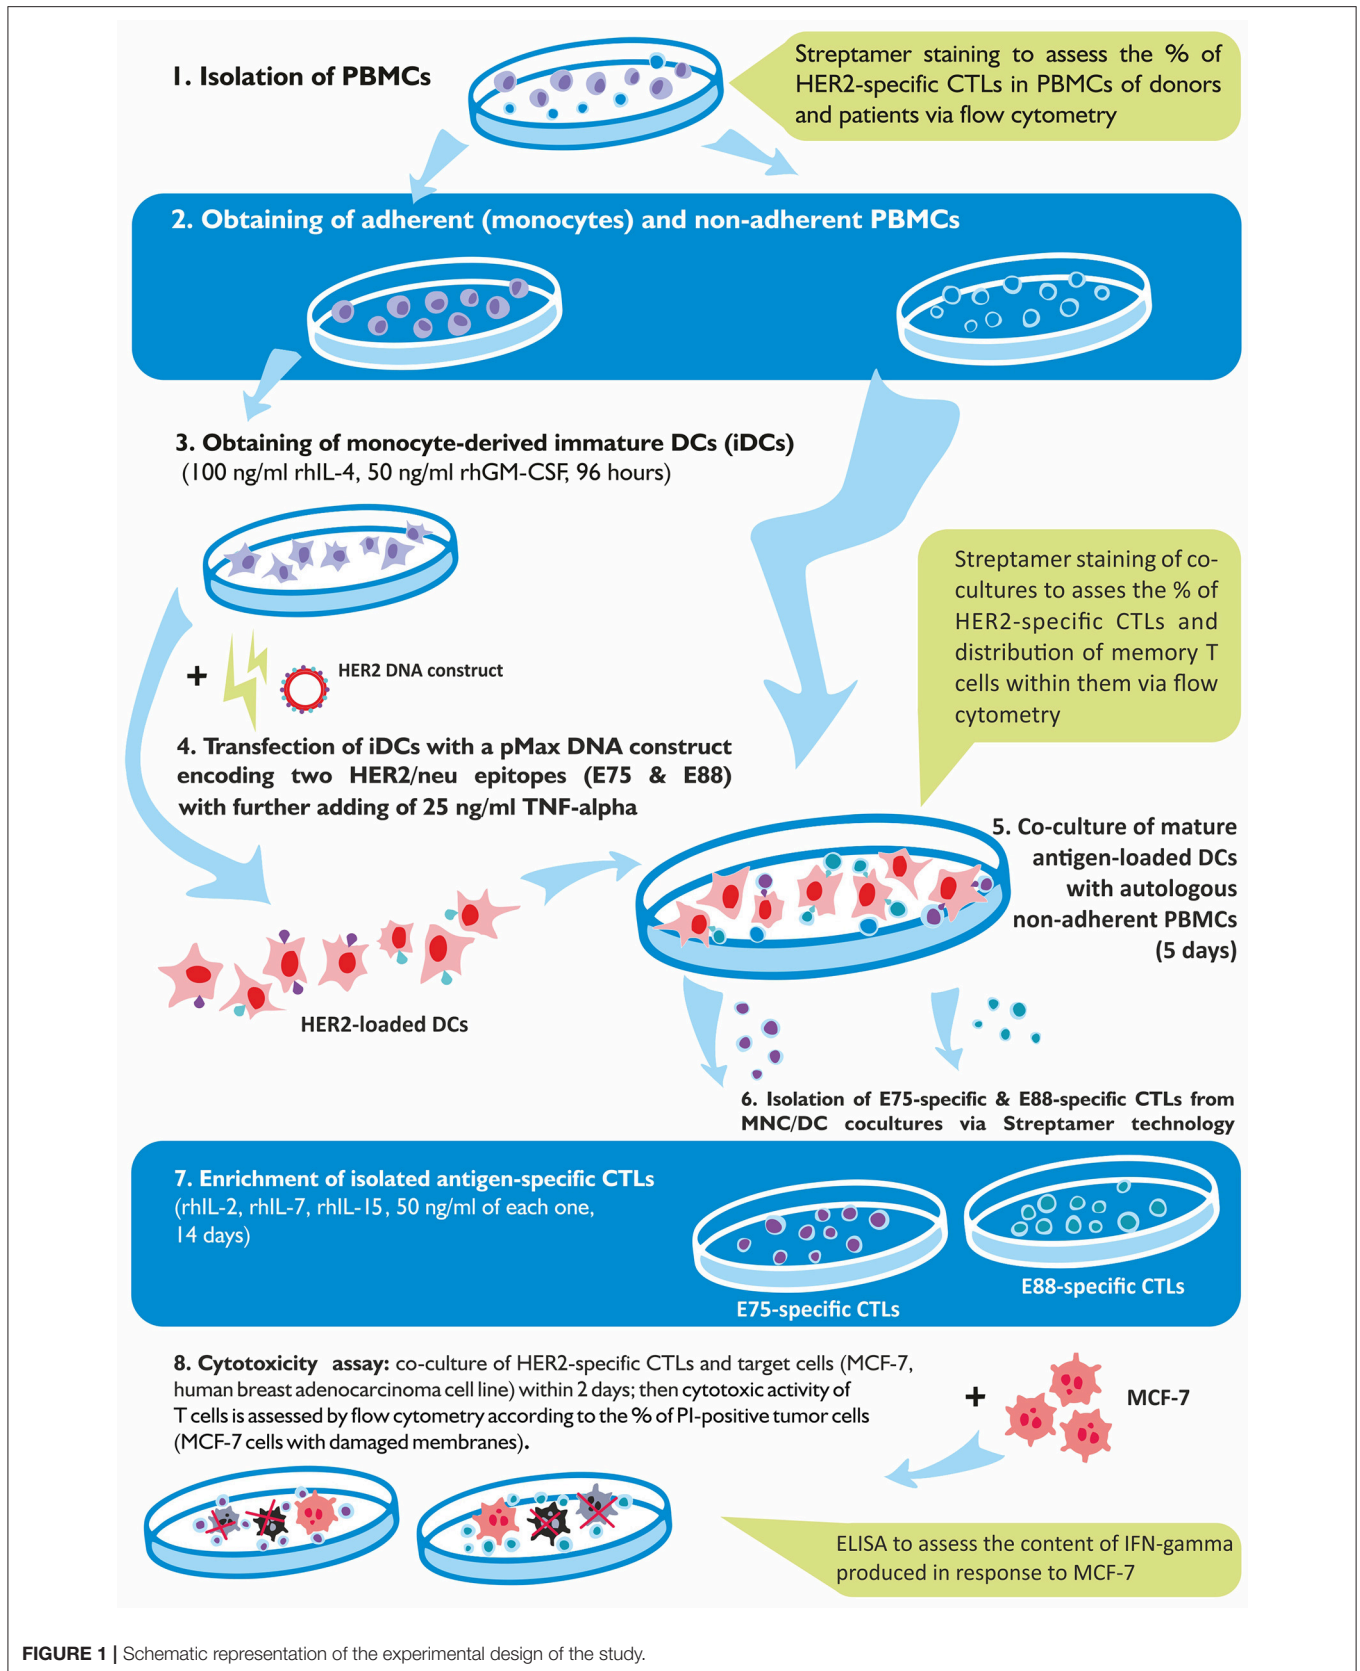 1. Isolation of PBMCs
Streptamer staining to assess the % of
HER2-specific CTLs in PBMCs of donors
and patients via flow cytometry
2. Obtaining of adherent (monocytes) and non-adherent PBMCs
3. Obtaining of monocyte-derived immature DCs (iDCs)
(100 ng/ml rhIL-4, 50 ng/ml rhGM-CSF, 96 hours)
Streptamer staining of co-
cultures to asses the % of
HER2-specific CTLs and
distribution of memory T
cells within them via flow
cytometry
+
HER2 DNA construct
4. Transfection of iDCs with a pMax DNA construct
encoding two HER2/neu epitopes (E75 & E88)
with further adding of 25 ng/ml TNF-alpha
5. Co-culture of mature
antigen-loaded DCs
with autologous
non-adherent PBMCs
(5 days)
HER2-loaded DCs
6. Isolation of E75-specific & E88-specific CTLs from
MNC/DC cocultures via Streptamer technology
7. Enrichment of isolated antigen-specific CTLs
(rhIL-2, rhIL-7, rhIL-15, 50 ng/ml of each one,
14 days)
E75-specific CTLs
E88-specific CTLs
8. Cytotoxicity assay: co-culture of HER2-specific CTLs and target cells (MCF-7,
human breast adenocarcinoma cell line) within 2 days; then cytotoxic activity of
T cells is assessed by flow cytometry according to the % of PI-positive tumor cells
(MCF-7 cells with damaged membranes).
+
MCF-7
ELISA to assess the content of IFN-gamma
produced in response to MCF-7
FIGURE 1 | Schematic representation of the experimental design of the study.